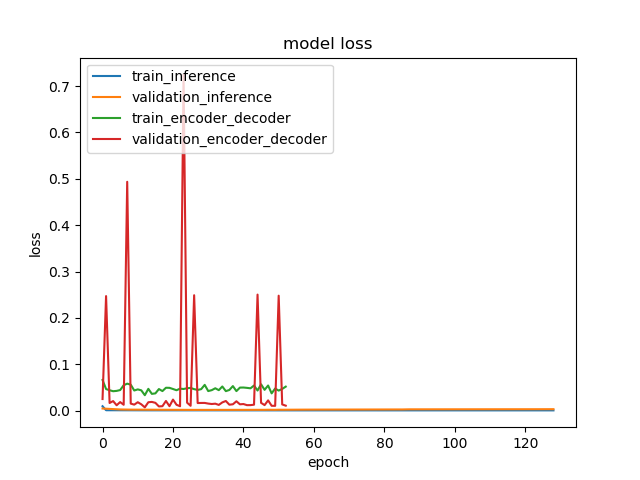 model loss
train_inference
validation_inference
train_encoder_decoder
validation_encoder_decoder
loss
0.7
0.6
0.5
0.4
0.3
0.2
0.1
0.0
0 20 40 60 80 100 120
epoch